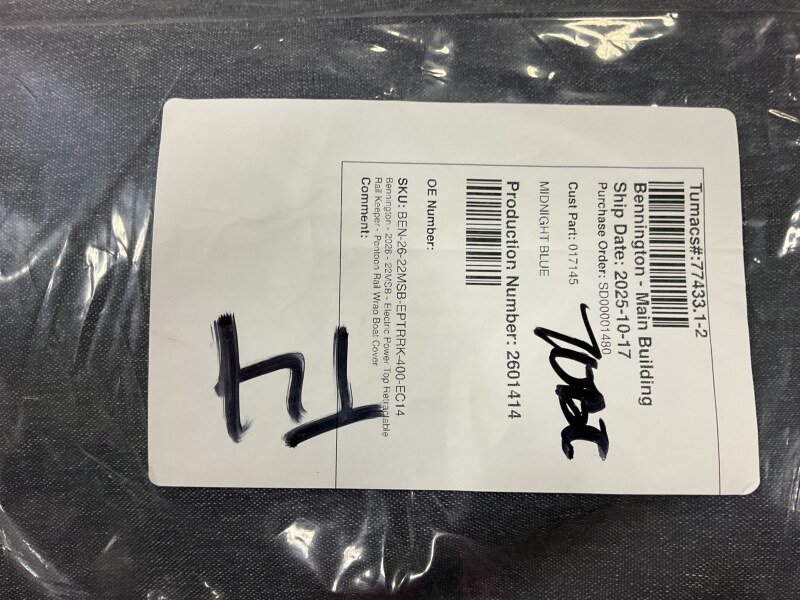 Tumacs#:77433.1-2
Bennington - Main Building
Ship Date: 2025-10-17
Purchase Order: SD00001480
Cust Part: 017145
MIDNIGHT BLUE
Production Number: 2601414
OE Number:
SKU: BEN-26-22MSB-EPTRRK-400-EC14
Bennington - 2026 - 22MSB - Electric Power Top Retractable
Rail Keeper - Pontoon Rail Wrap Boat Cover
Comment: